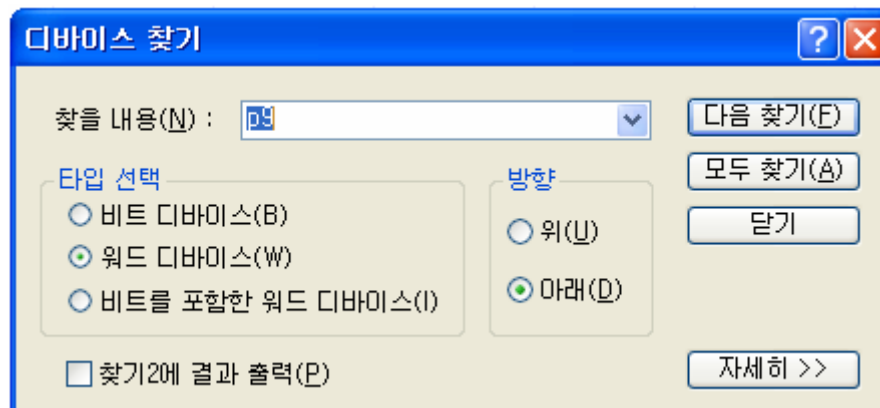 디바이스 찾기
찾을 내용(N) : p9 다음 찾기(F)
모두 찾기(A)
닫기
타입 선택
비트 디바이스(B)
워드 디바이스(W)
비트를 포함한 워드 디바이스(I)
방향
위(U)
아래(D)
찾기2에 결과 출력(P)
자세히 >>